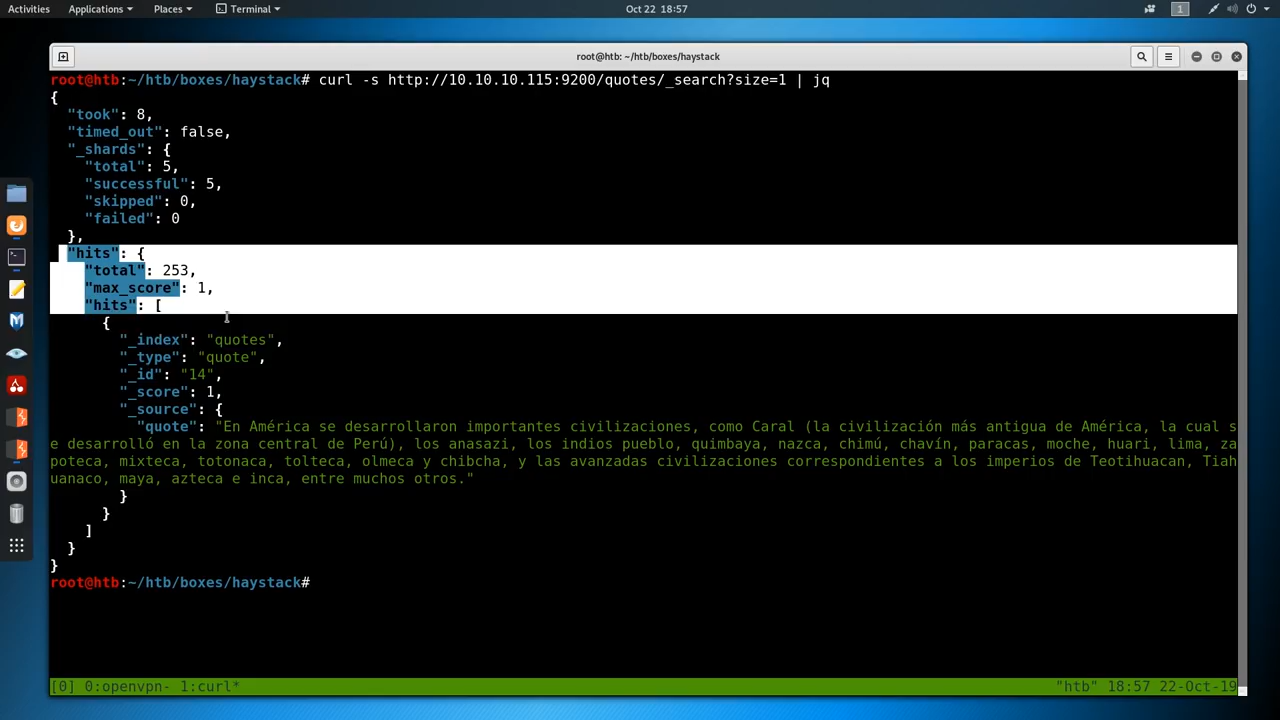 Activities Applications Places Terminal Oct 22 18:57 1
root@htb: ~/htb/boxes/haystack
root@htb:~/htb/boxes/haystack# curl -s http://10.10.10.115:9200/quotes/_search?size=1 | jq
{
"took": 8,
"timed_out": false,
"_shards": {
"total": 5,
"successful": 5,
"skipped": 0,
"failed": 0
},
"hits": {
"total": 253,
"max_score": 1,
"hits": [
{
"_index": "quotes",
"_type": "quote",
"_id": "14",
"_score": 1,
"_source": {
"quote": "En América se desarrollaron importantes civilizaciones, como Caral (la civilización más antigua de América, la cual s
e desarrolló en la zona central de Perú), los anasazi, los indios pueblo, quimbaya, nazca, chimú, chavín, paracas, moche, huari, lima, za
poteca, mixteca, totonaca, tolteca, olmeca y chibcha, y las avanzadas civilizaciones correspondientes a los imperios de Teotihuacan, Tiah
uanaco, maya, azteca e inca, entre muchos otros."
}
}
]
}
}
root@htb:~/htb/boxes/haystack#
[0] 0:openvpn- 1:curl* "htb" 18:57 22-Oct-19